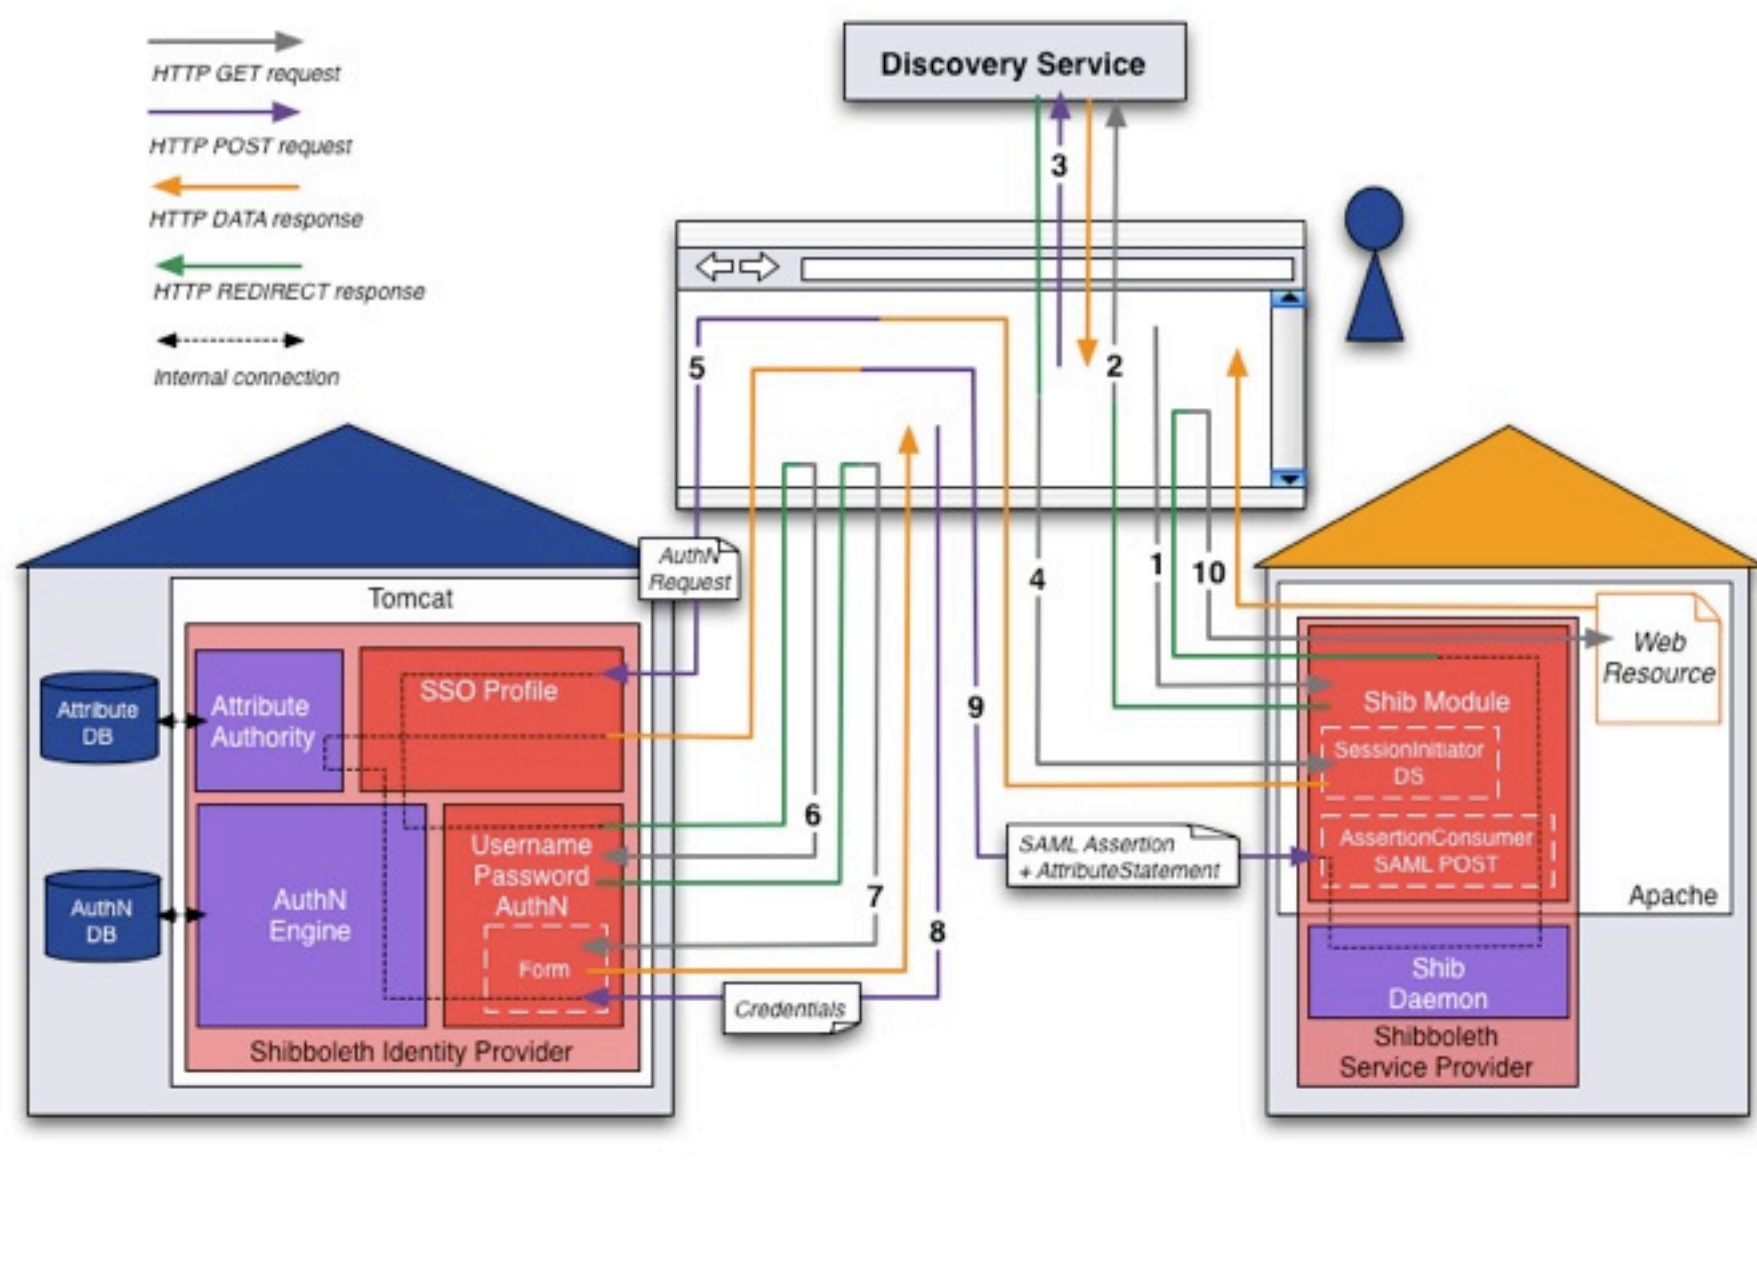 HTTP GET request
HTTP POST request
HTTP DATA response
HTTP REDIRECT response
Internal connection
Discovery Service
3
2
5
4
1
10
AuthN
Request
Tomcat
Attribute
DB
Attribute
Authority
SSO Profile
AuthN
DB
AuthN
Engine
Username
Password
AuthN
Form
Shibboleth Identity Provider
6
7
8
9
Credentials
SAML Assertion
+ AttributeStatement
Web
Resource
Shib Module
SessionInitiator
DS
AssertionConsumer
SAML POST
Apache
Shib
Daemon
Shibboleth
Service Provider